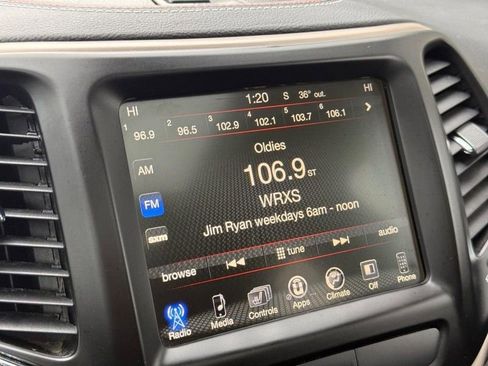 HI 1:20 S 36° out. HI
1 96.9 2 96.5 3 102.9 4 102.1 5 103.7 6 106.1
Oldies
AM
106.9 ST
FM
WRXS
sxm
Jim Ryan weekdays 6am - noon
browse tune audio
Radio Media Controls Apps Climate Off Phone